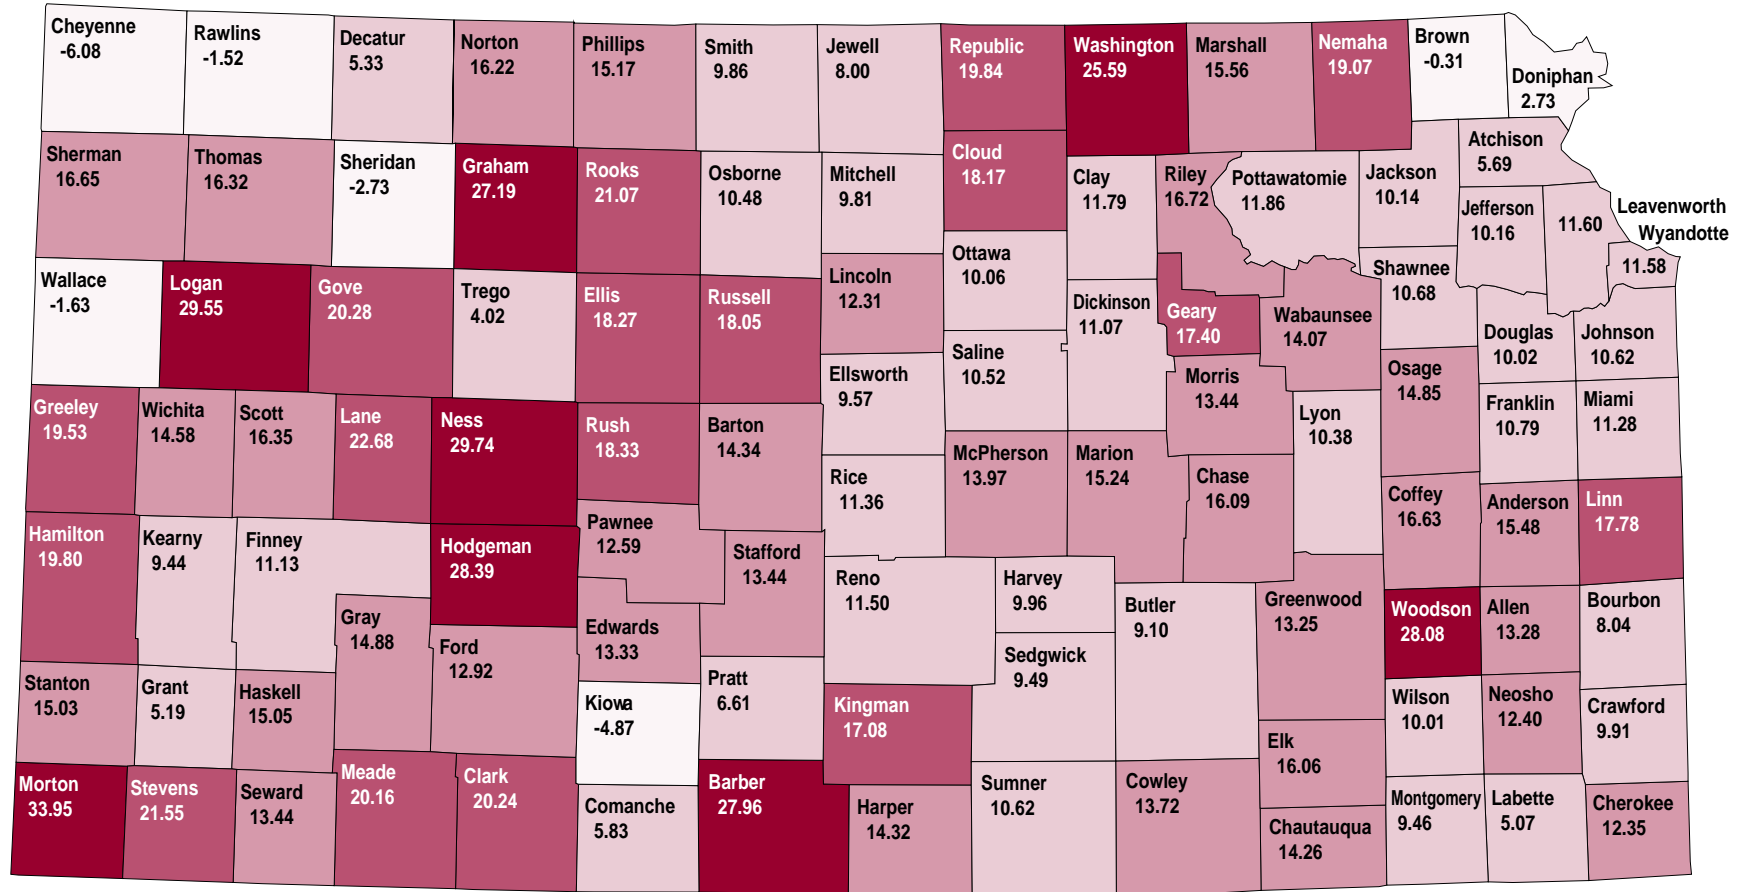 Cheyenne
-6.08
Rawlins
-1.52
Decatur
5.33
Norton
16.22
Phillips
15.17
Smith
9.86
Jewell
8.00
Republic
19.84
Washington
25.59
Marshall
15.56
Nemaha
19.07
Brown
-0.31
Doniphan
2.73
Sherman
16.65
Thomas
16.32
Sheridan
-2.73
Graham
27.19
Rooks
21.07
Osborne
10.48
Mitchell
9.81
Cloud
18.17
Clay
11.79
Riley
16.72
Pottawatomie
11.86
Jackson
10.14
Atchison
5.69
Jefferson
10.16
11.60
Leavenworth
Wyandotte
11.58
Wallace
-1.63
Logan
29.55
Gove
20.28
Trego
4.02
Ellis
18.27
Russell
18.05
Lincoln
12.31
Ottawa
10.06
Dickinson
11.07
Geary
17.40
Wabaunsee
14.07
Shawnee
10.68
Douglas
10.02
Johnson
10.62
Saline
10.52
Ellsworth
9.57
Morris
13.44
Osage
14.85
Greeley
19.53
Wichita
14.58
Scott
16.35
Lane
22.68
Ness
29.74
Rush
18.33
Barton
14.34
Rice
11.36
McPherson
13.97
Marion
15.24
Chase
16.09
Lyon
10.38
Franklin
10.79
Miami
11.28
Coffey
16.63
Anderson
15.48
Linn
17.78
Hamilton
19.80
Kearny
9.44
Finney
11.13
Hodgeman
28.39
Pawnee
12.59
Stafford
13.44
Reno
11.50
Harvey
9.96
Butler
9.10
Greenwood
13.25
Woodson
28.08
Allen
13.28
Bourbon
8.04
Gray
14.88
Ford
12.92
Edwards
13.33
Sedgwick
9.49
Stanton
15.03
Grant
5.19
Haskell
15.05
Kiowa
-4.87
Pratt
6.61
Kingman
17.08
Wilson
10.01
Neosho
12.40
Crawford
9.91
Elk
16.06
Morton
33.95
Stevens
21.55
Seward
13.44
Meade
20.16
Clark
20.24
Comanche
5.83
Barber
27.96
Harper
14.32
Sumner
10.62
Cowley
13.72
Chautauqua
14.26
Montgomery
9.46
Labette
5.07
Cherokee
12.35